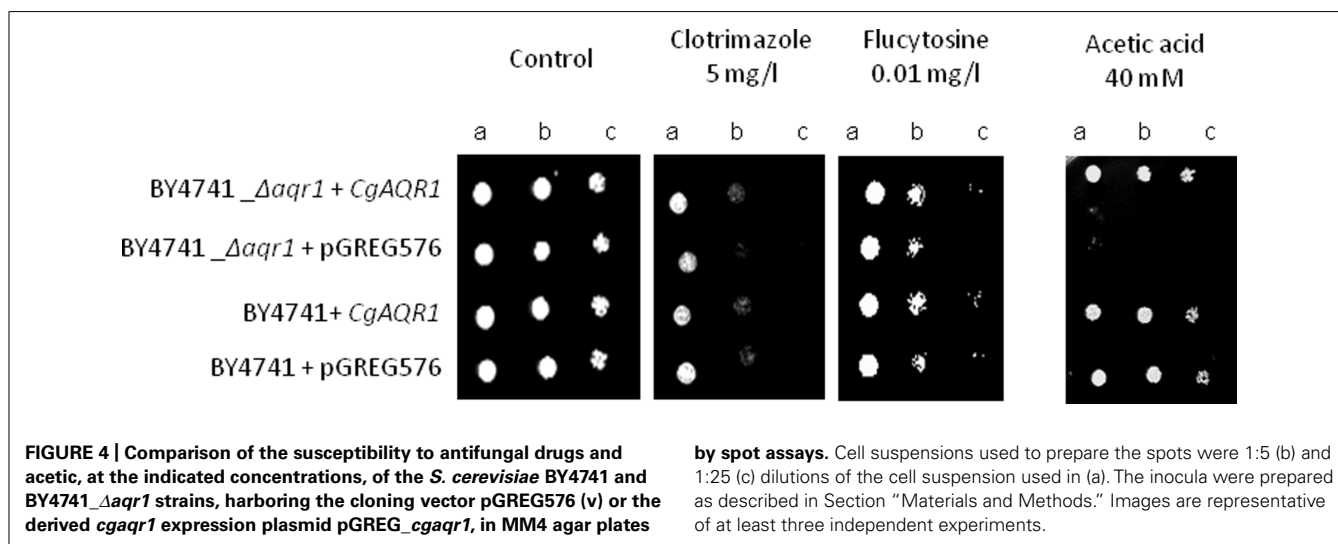 Control
Clotrimazole
5 mg/l
Flucytosine
0.01 mg/l
Acetic acid
40 mM
a b c a b c a b c a b c
BY4741_Δaqr1 + CgAQR1
BY4741_Δaqr1 + pGREG576
BY4741+ CgAQR1
BY4741 + pGREG576
FIGURE 4 | Comparison of the susceptibility to antifungal drugs and
acetic, at the indicated concentrations, of the S. cerevisiae BY4741 and
BY4741_Δaqr1 strains, harboring the cloning vector pGREG576 (v) or the
derived cgaqr1 expression plasmid pGREG_cgaqr1, in MM4 agar plates
by spot assays. Cell suspensions used to prepare the spots were 1:5 (b) and
1:25 (c) dilutions of the cell suspension used in (a). The inocula were prepared
as described in Section “Materials and Methods.” Images are representative
of at least three independent experiments.